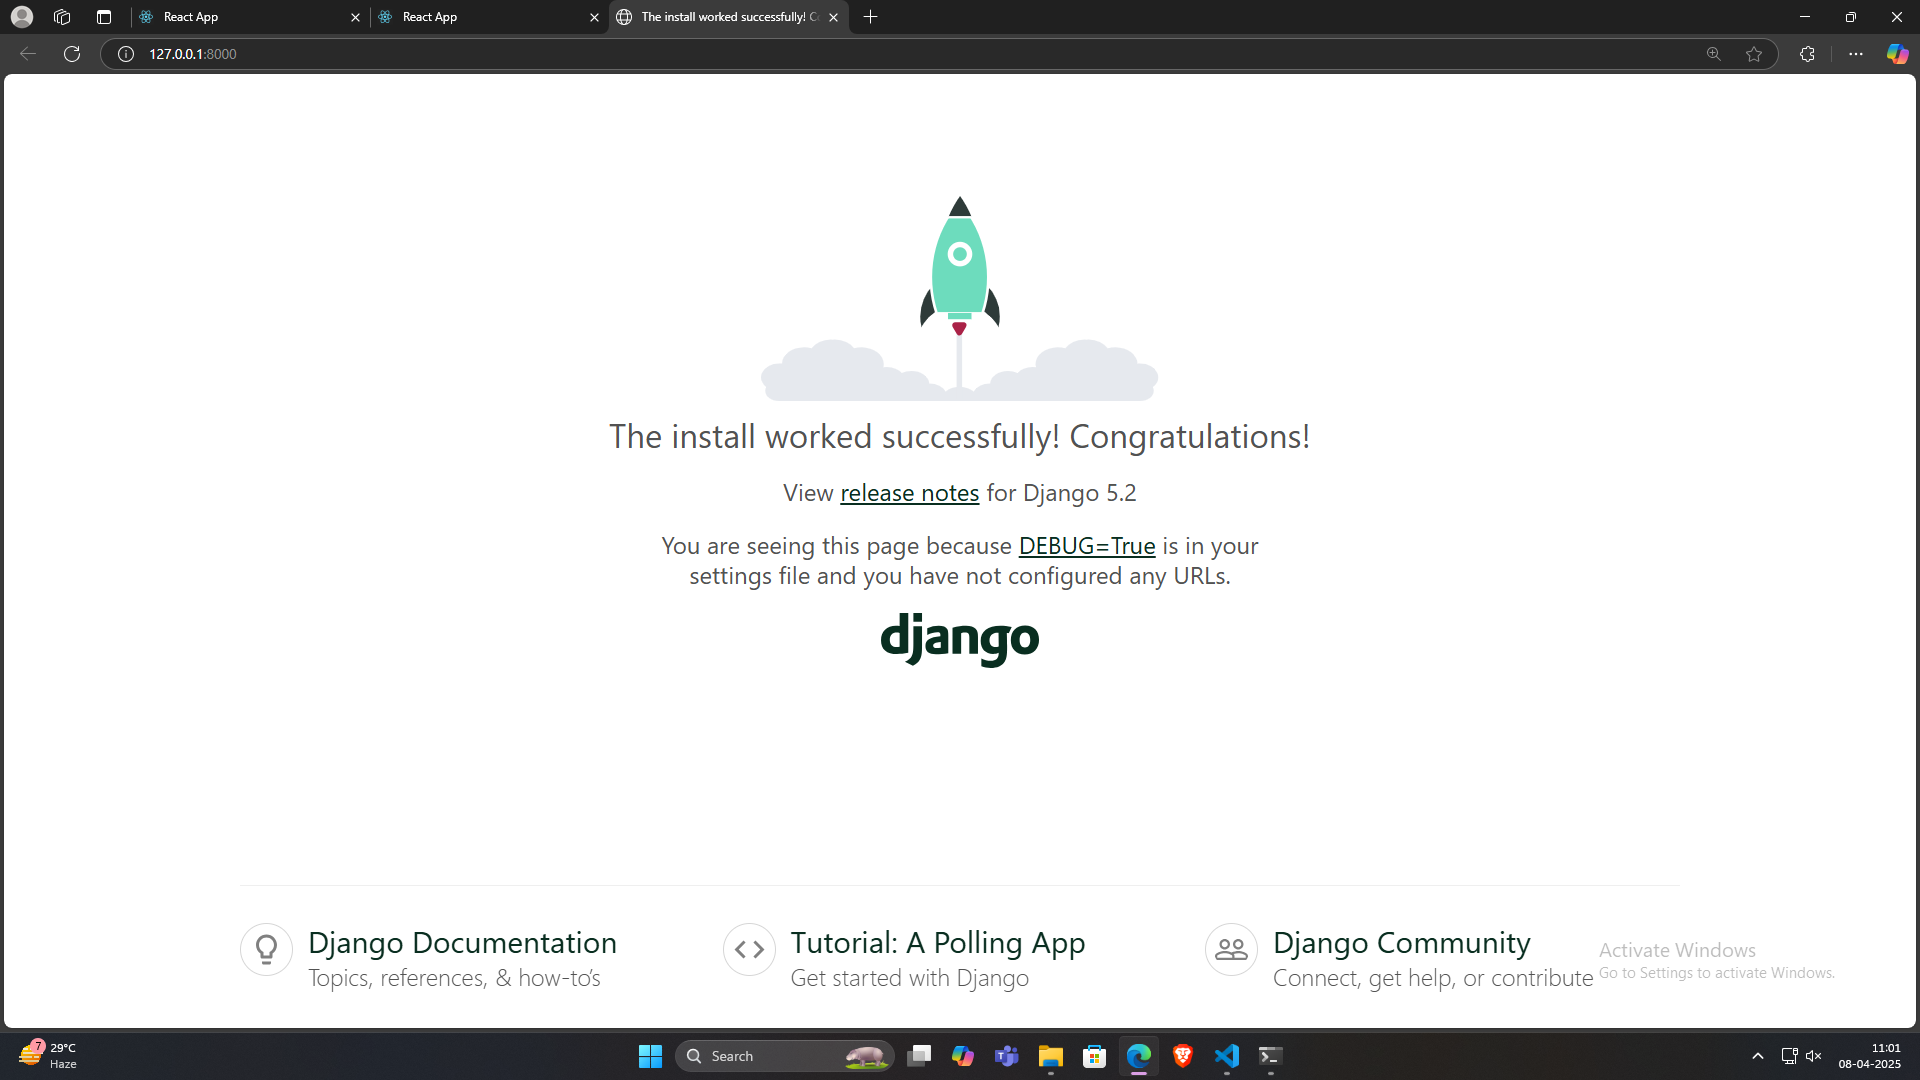 React App
React App
The install worked successfully! Co
127.0.0.1:8000
The install worked successfully! Congratulations!
View release notes for Django 5.2
You are seeing this page because DEBUG=True is in your
settings file and you have not configured any URLs.
django
Django Documentation
Topics, references, & how-to's
Tutorial: A Polling App
Get started with Django
Django Community
Connect, get help, or contribute
Activate Windows
Go to Settings to activate Windows.
7
29°C
Haze
Search
11:01
08-04-2025